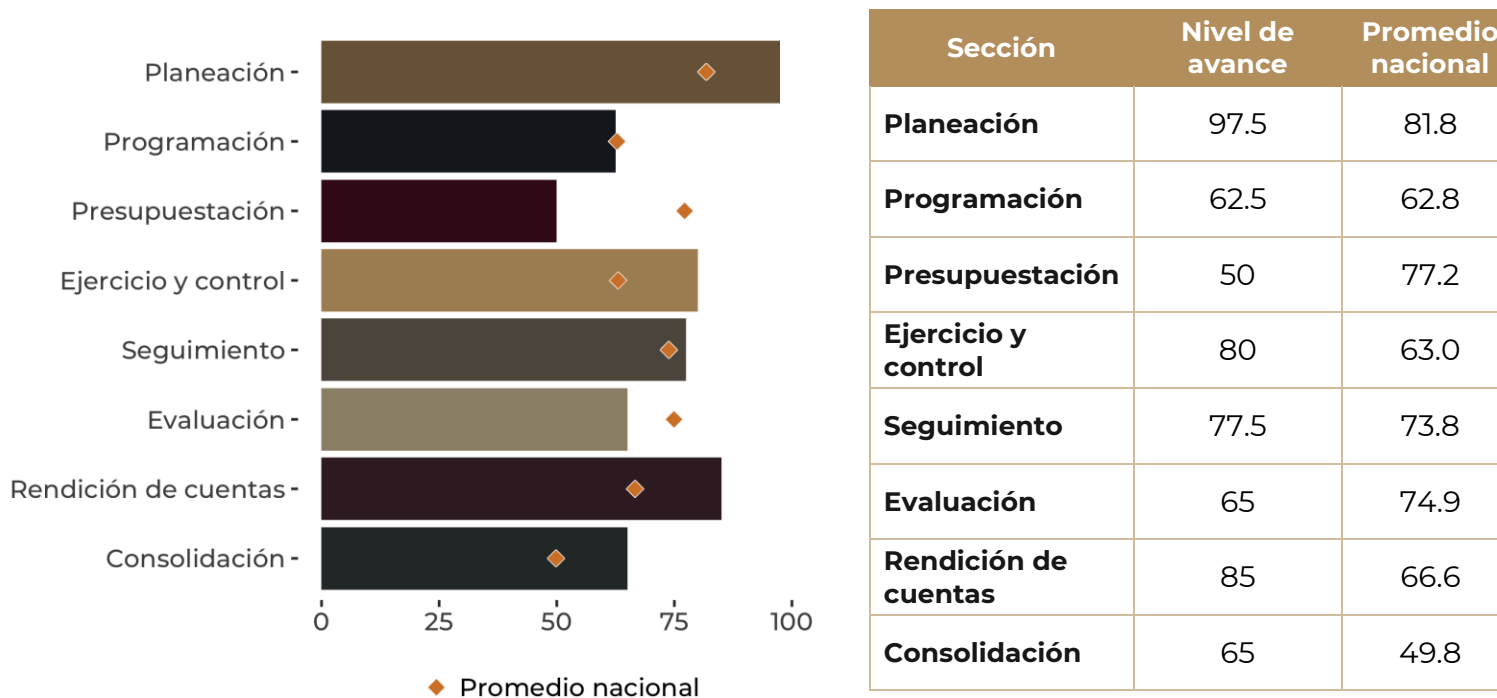 Planeación
Programación
Presupuestación
Ejercicio y control
Seguimiento
Evaluación
Rendición de cuentas
Consolidación
0 25 50 75 100
Promedio nacional
Sección Nivel de avance Promedio nacional
Planeación 97.5 81.8
Programación 62.5 62.8
Presupuestación 50 77.2
Ejercicio y control 80 63.0
Seguimiento 77.5 73.8
Evaluación 65 74.9
Rendición de cuentas 85 66.6
Consolidación 65 49.8